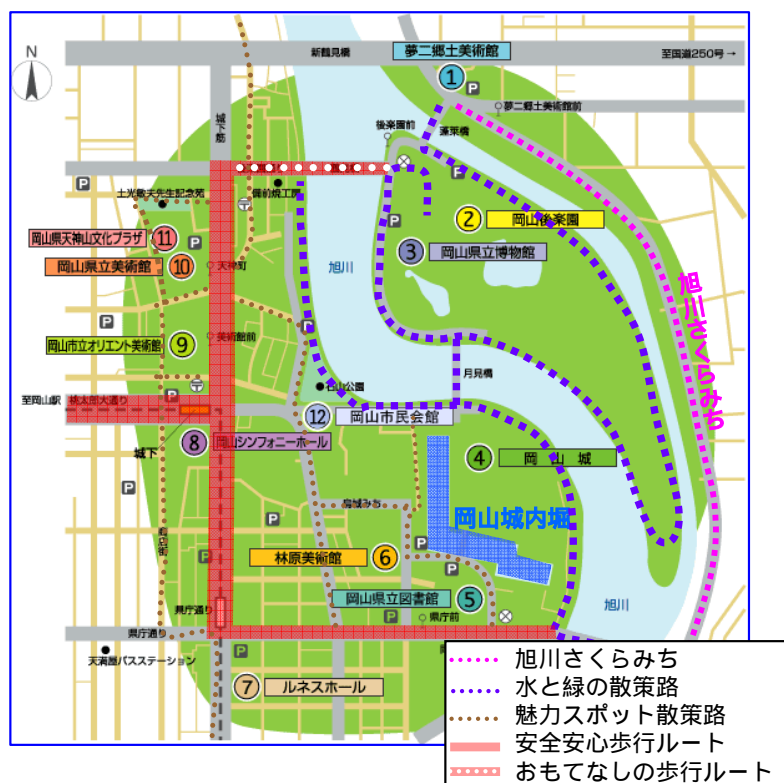 N
新鶴見橋
夢二郷土美術館
至国道250号→
1
P
夢二郷土美術館前
城下筋
後楽園前
蓬莱橋
P
P
土光敏夫先生記念苑
備前焼工房
2
岡山後楽園
岡山県天神山文化プラザ
11
P
P
3
岡山県立博物館
岡山県立美術館
10
天神町
旭川
旭川さくらみち
P
P
岡山市立オリエント美術館
9
美術館前
月見橋
石山公園
至岡山駅
桃太郎大通り
P
12
岡山市民会館
8
岡山シンフォニーホール
城下
4
岡山城
P
烏城みち
岡山城内堀
P
P
林原美術館
6
P
P
岡山県立図書館
5
旭川
県庁通り
P
県庁前
県庁通り
天満屋バスステーション
P
P
7
ルネスホール
旭川さくらみち
水と緑の散策路
魅力スポット散策路
安全安心歩行ルート
おもてなしの歩行ルート